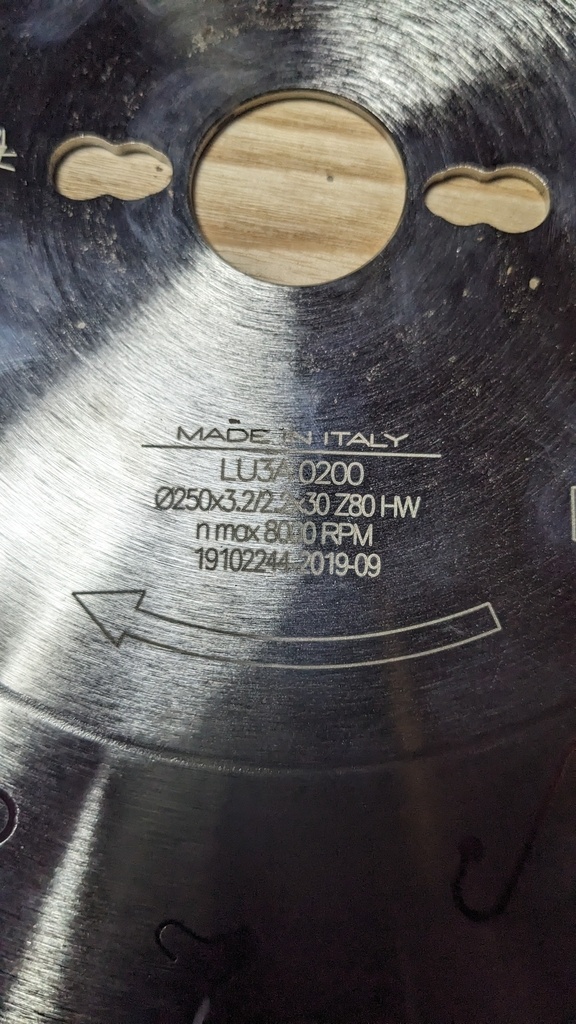 MADE IN ITALY
LU3A 0200
Ø250x3.2/2.2x30 Z80 HW
n max 8000 RPM
19102244-2019-09